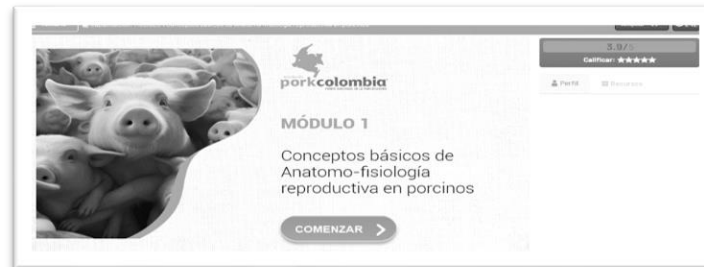 3.9/5
Calificar: ★★★★★
Perfil
Recursos
porkcolombia
MÓDULO 1
Conceptos básicos de
Anatomo-fisiología
reproductiva en porcinos
COMENZAR